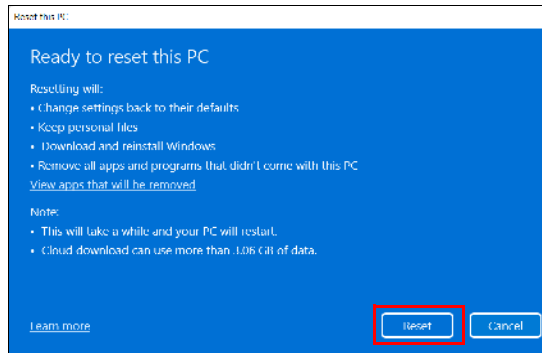 Reset this PC
Ready to reset this PC
Resetting will:
• Change settings back to their defaults
• Keep personal files
• Download and reinstall Windows
• Remove all apps and programs that didn't come with this PC
View apps that will be removed
Note:
• This will take a while and your PC will restart.
• Cloud download can use more than 3.06 GB of data.
Learn more
Reset
Cancel